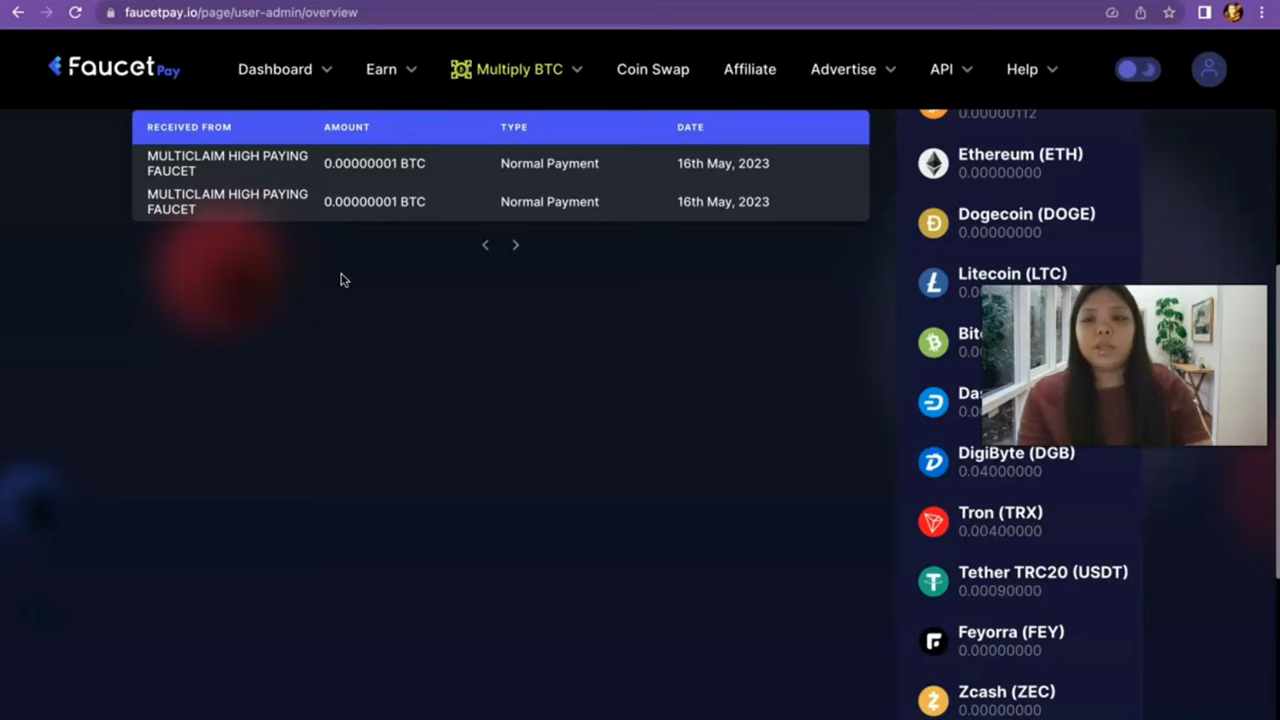 faucetpay.io/page/user-admin/overview
Faucet Pay
Dashboard
Earn
Multiply BTC
Coin Swap
Affiliate
Advertise
API
Help
RECEIVED FROM
AMOUNT
TYPE
DATE
MULTICLAIM HIGH PAYING
FAUCET
0.00000001 BTC
Normal Payment
16th May, 2023
MULTICLAIM HIGH PAYING
FAUCET
0.00000001 BTC
Normal Payment
16th May, 2023
0.00000112
Ethereum (ETH)
0.00000000
Dogecoin (DOGE)
0.00000000
Litecoin (LTC)
DigiByte (DGB)
0.04000000
Tron (TRX)
0.00400000
Tether TRC20 (USDT)
0.00090000
Feyorra (FEY)
0.00000000
Zcash (ZEC)
0.00000000